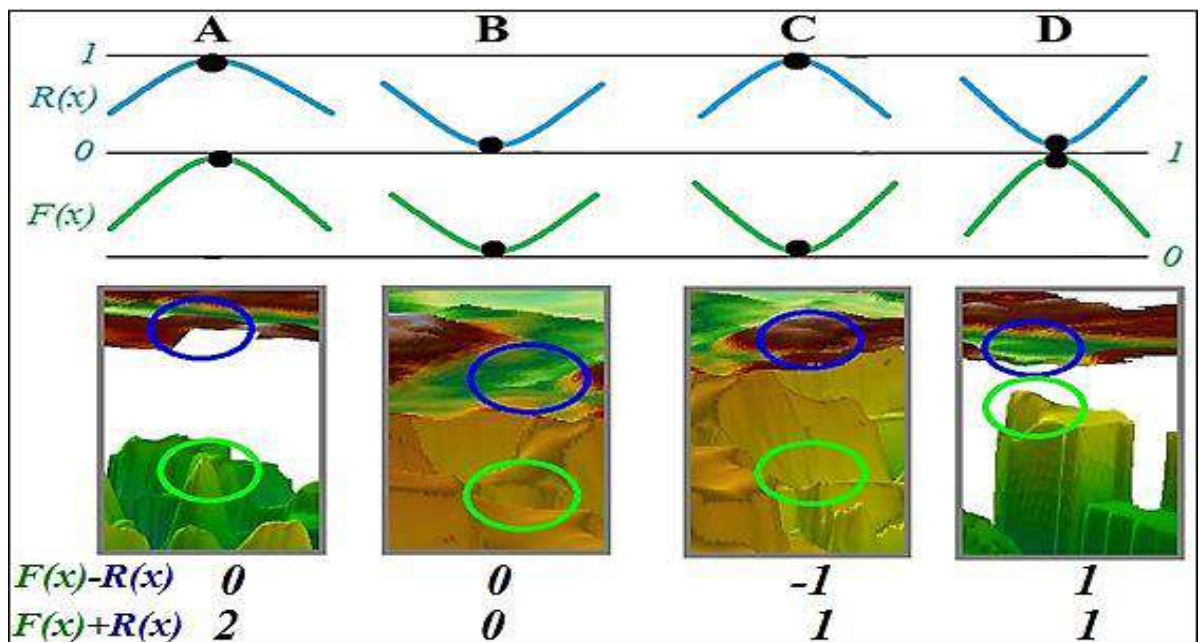 A B C D
1
R(x)
0 1
F(x)
0
F(x)-R(x) 0 0 -1 1
F(x)+R(x) 2 0 1 1